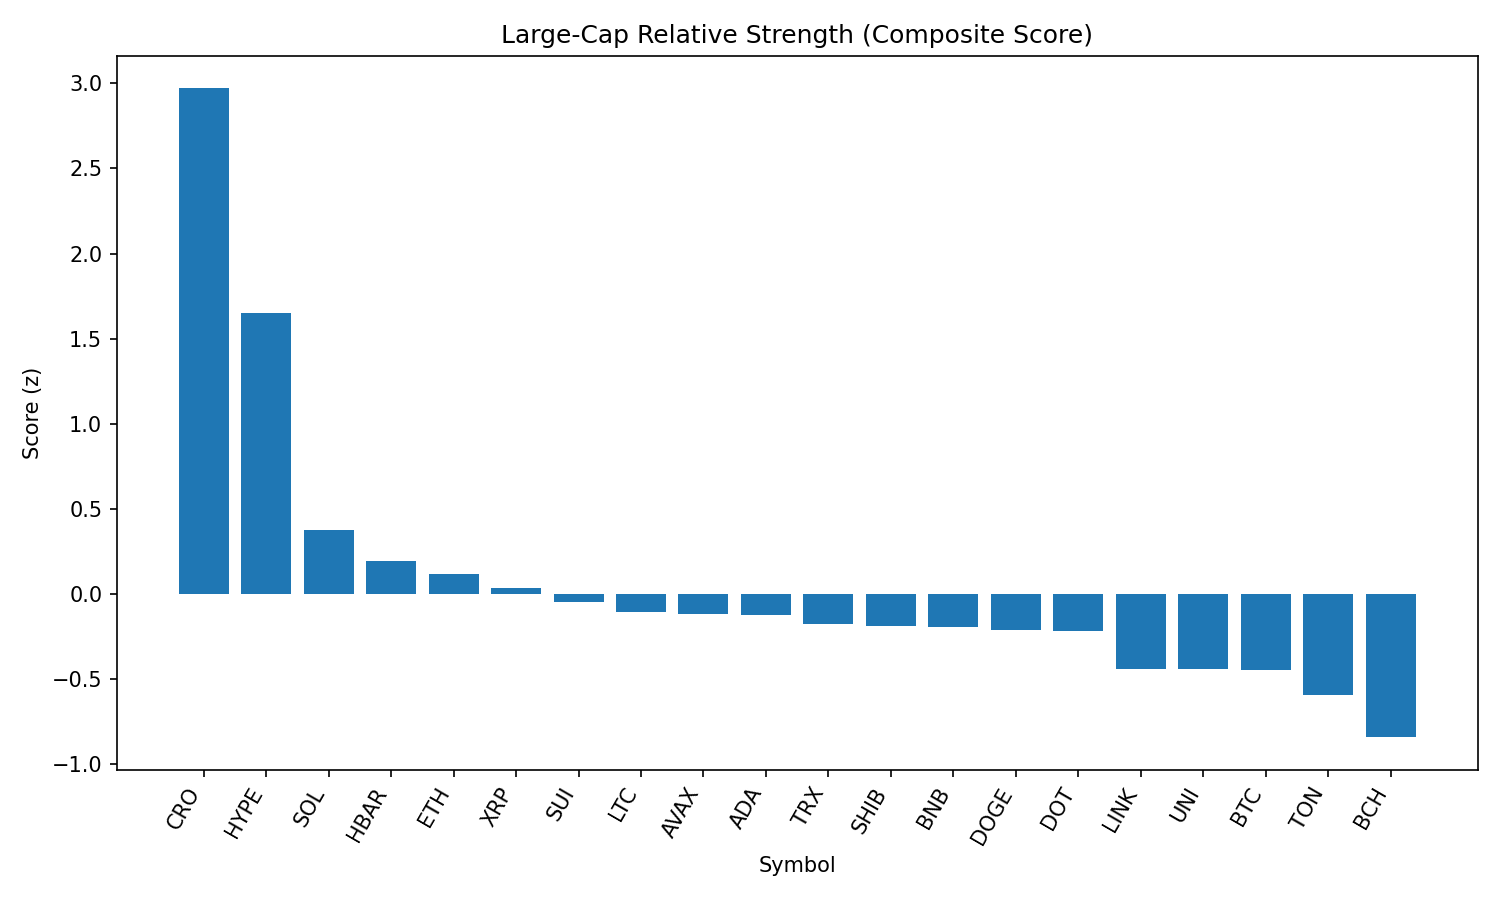 Large-Cap Relative Strength (Composite Score)
3.0
2.5
2.0
1.5
1.0
0.5
0.0
−0.5
−1.0
Score (z)
CRO
HYPE
SOL
HBAR
ETH
XRP
SUI
LTC
AVAX
ADA
TRX
SHIB
BNB
DOGE
DOT
LINK
UNI
BTC
TON
BCH
Symbol